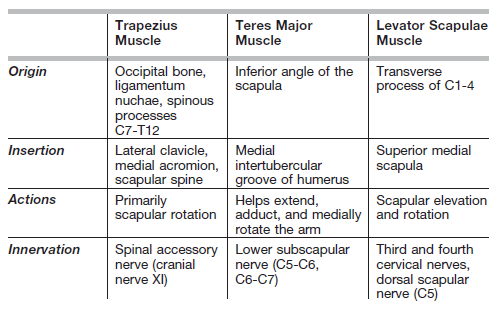 Trapezius Muscle
Teres Major Muscle
Levator Scapulae Muscle
Origin
Occipital bone,
ligamentum
nuchae, spinous
processes
C7-T12
Inferior angle of the
scapula
Transverse
process of C1-4
Insertion
Lateral clavicle,
medial acromion,
scapular spine
Medial
intertubercular
groove of humerus
Superior medial
scapula
Actions
Primarily
scapular rotation
Helps extend,
adduct, and medially
rotate the arm
Scapular elevation
and rotation
Innervation
Spinal accessory
nerve (cranial
nerve XI)
Lower subscapular
nerve (C5-C6,
C6-C7)
Third and fourth
cervical nerves,
dorsal scapular
nerve (C5)